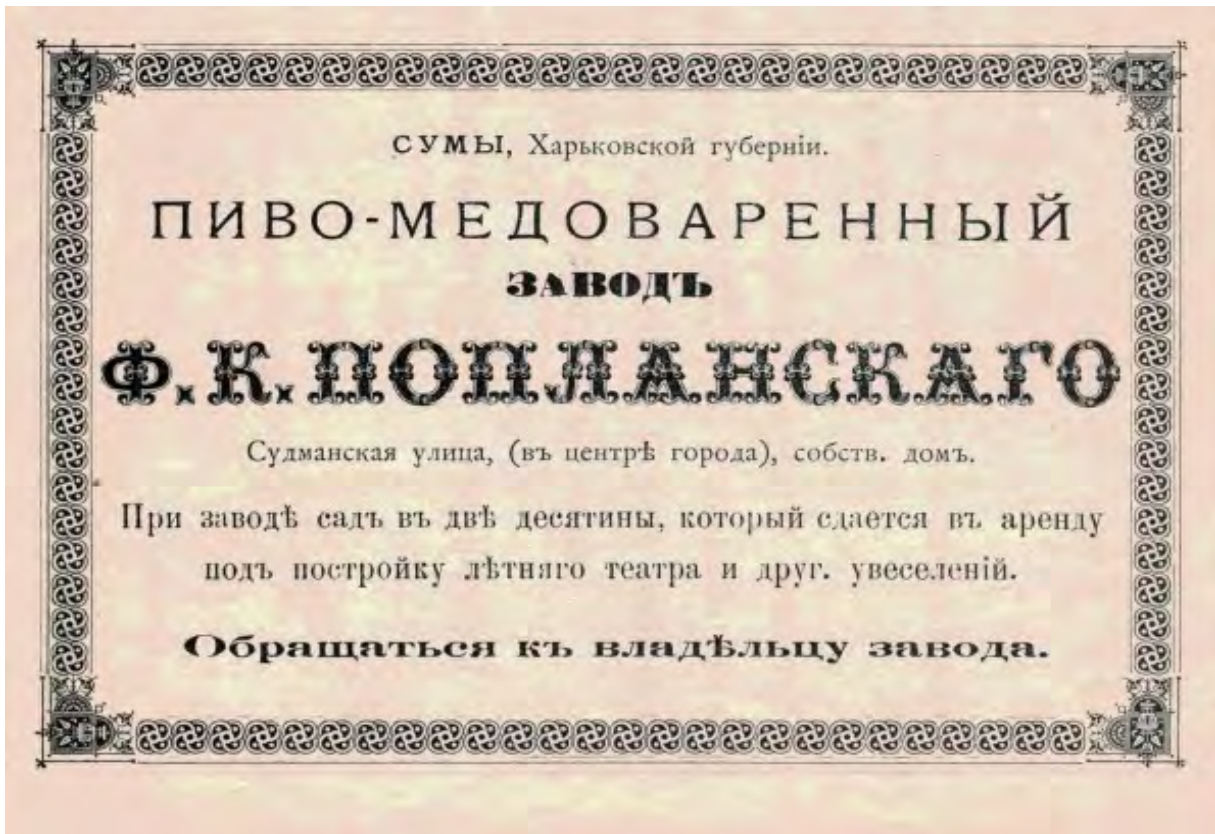 СУМЫ, Харьковской губерніи.
ПИВО-МЕДОВАРЕННЫЙ
ЗАВОДЪ
Ф. К. ПОПЛАНСКАГО
Судманская улица, (въ центрѣ города), собств. домъ.
При заводѣ садъ въ двѣ десятины, который сдается въ аренду
подъ постройку лѣтняго театра и друг. увеселеній.
Обращаться къ владѣльцу завода.